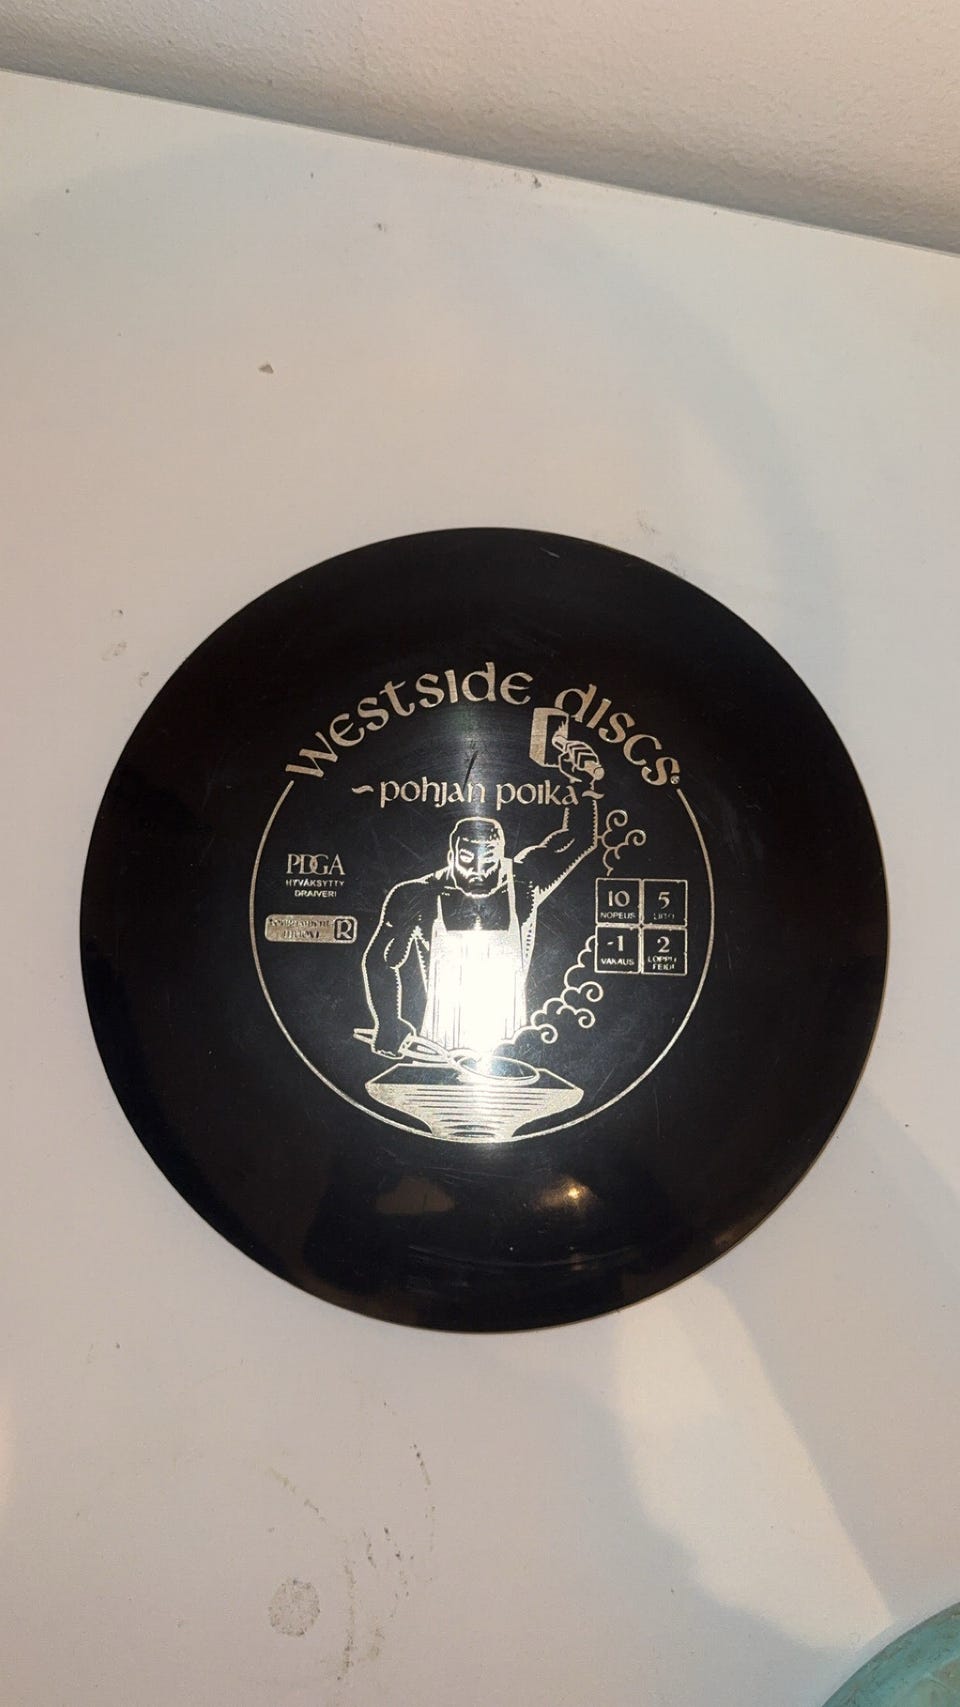 Westside discs
~pohjan poika~
PDGA
HYVÄKSYTTY
DRAIVERI
R
10 5
NOPEUS LIITO
-1 2
VAKAUS LOPPU
FEIDI